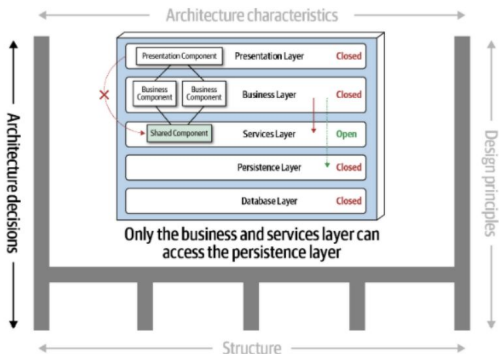 Architecture characteristics
Presentation Component
Presentation Layer
Closed
Business
Component
Business
Component
Business Layer
Closed
Shared Component
Services Layer
Open
Persistence Layer
Closed
Database Layer
Closed
Architecture decisions
Design principles
Only the business and services layer can
access the persistence layer
Structure